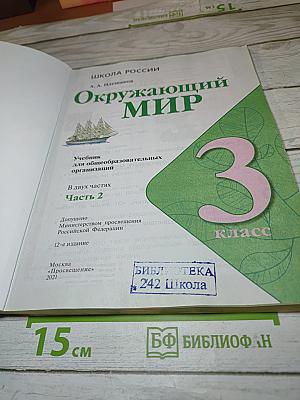 ШКОЛА РОССИИ
А. А. Плешаков
Окружающий
МИР
Учебник
для общеобразовательных
организаций
В двух частях
Часть 2
3
класс
Допущено
Министерством просвещения
Российской Федерации
12-е издание
Москва
«Просвещение»
2021
БИБЛИОТЕКА
242 Школа
15 см
БФ БИБЛИОФАН